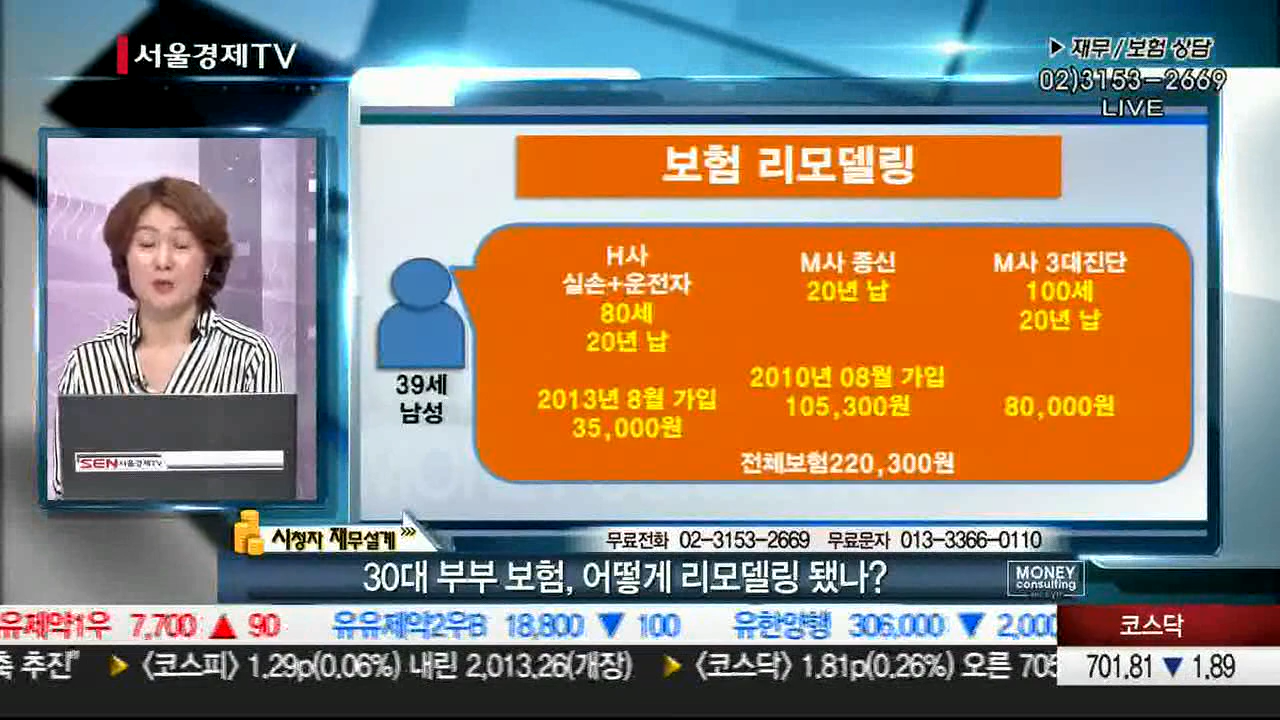 서울경제TV
▶ 재무/보험 상담
02)3153-2669
LIVE
보험 리모델링
H사
실손+운전자
80세
20년 납
2013년 8월 가입
35,000원
M사 종신
20년 납
2010년 08월 가입
105,300원
M사 3대진단
100세
20년 납
80,000원
전체보험220,300원
39세
남성
SEN서울경제TV
시청자 재무설계
무료전화 02-3153-2669 무료문자 013-3366-0110
30대 부부 보험, 어떻게 리모델링 됐나?
MONEY
consulting
유유제약1우 7,700 ▲ 90 유유제약2우B 18,800 ▼ 100 유한양행 306,000 ▼ 2,000
코스닥
추진” ▶ 〈코스피〉 1.29p(0.06%) 내린 2,013.26(개장) ▶ 〈코스닥〉 1.81p(0.26%) 오른 705
701.81 ▼ 1.89